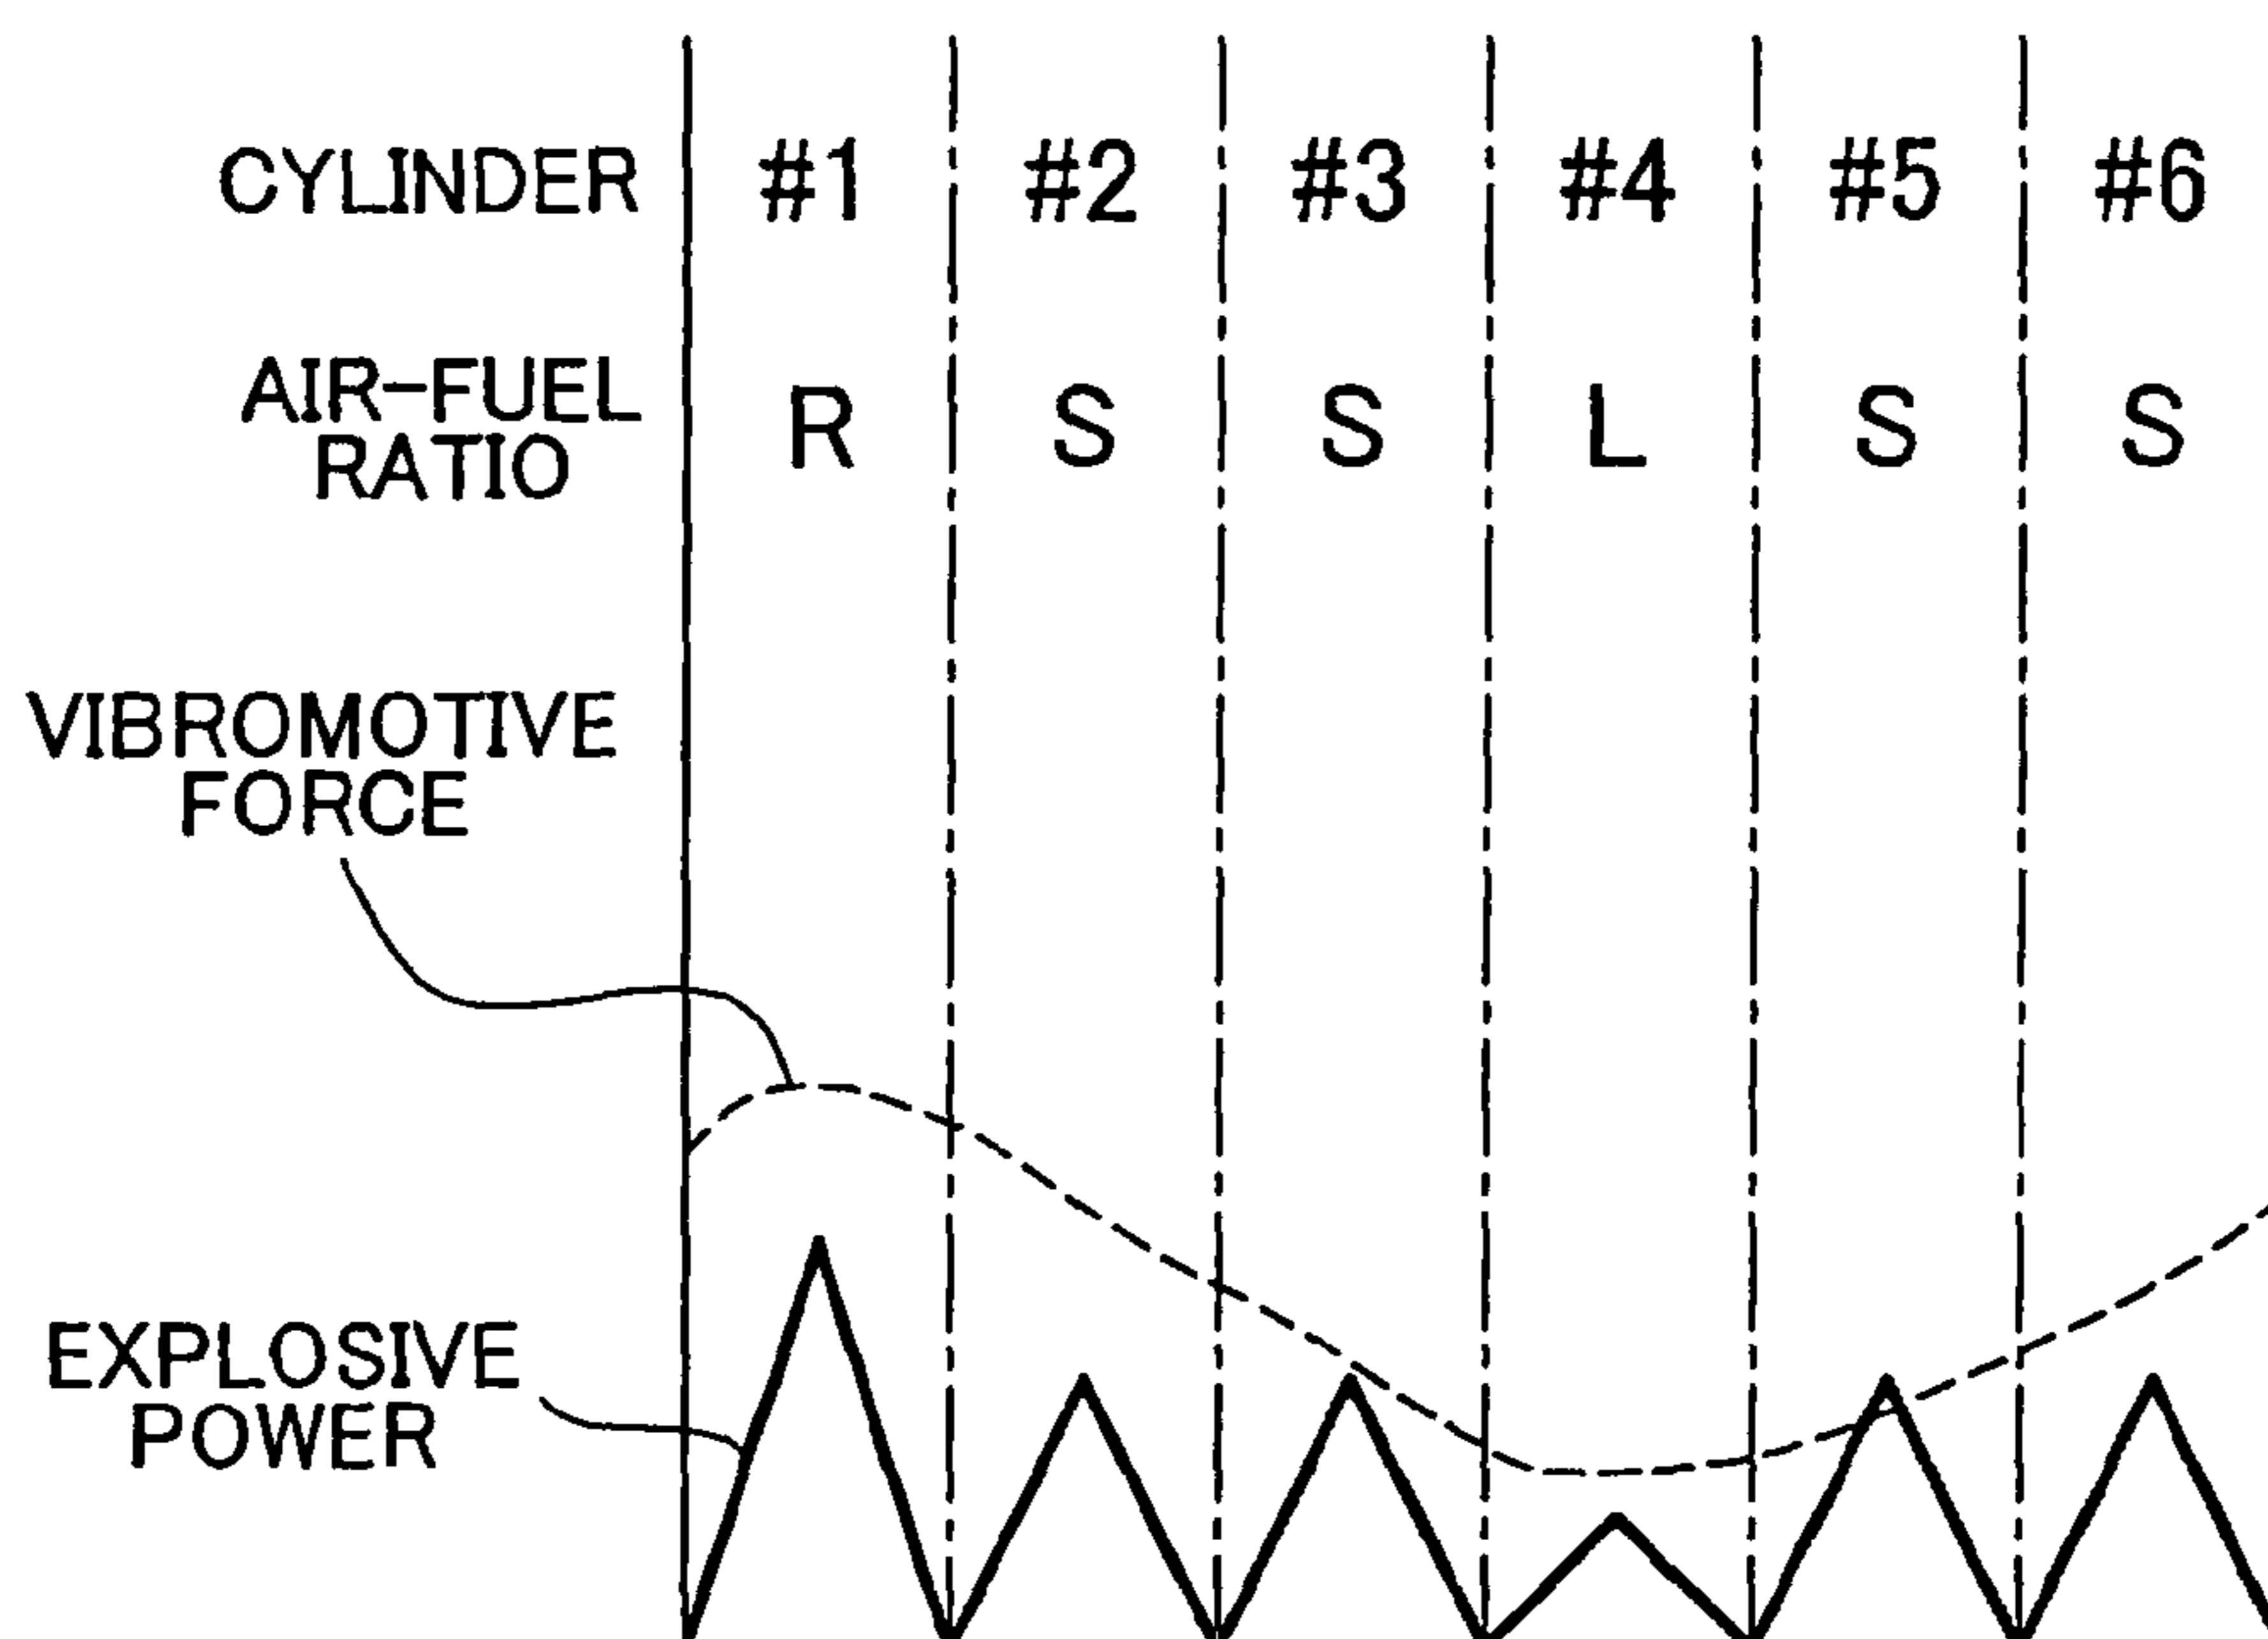 CYLINDER #1 #2 #3 #4 #5 #6
AIR-FUEL
RATIO
R S S L S S
VIBROMOTIVE
FORCE
EXPLOSIVE
POWER